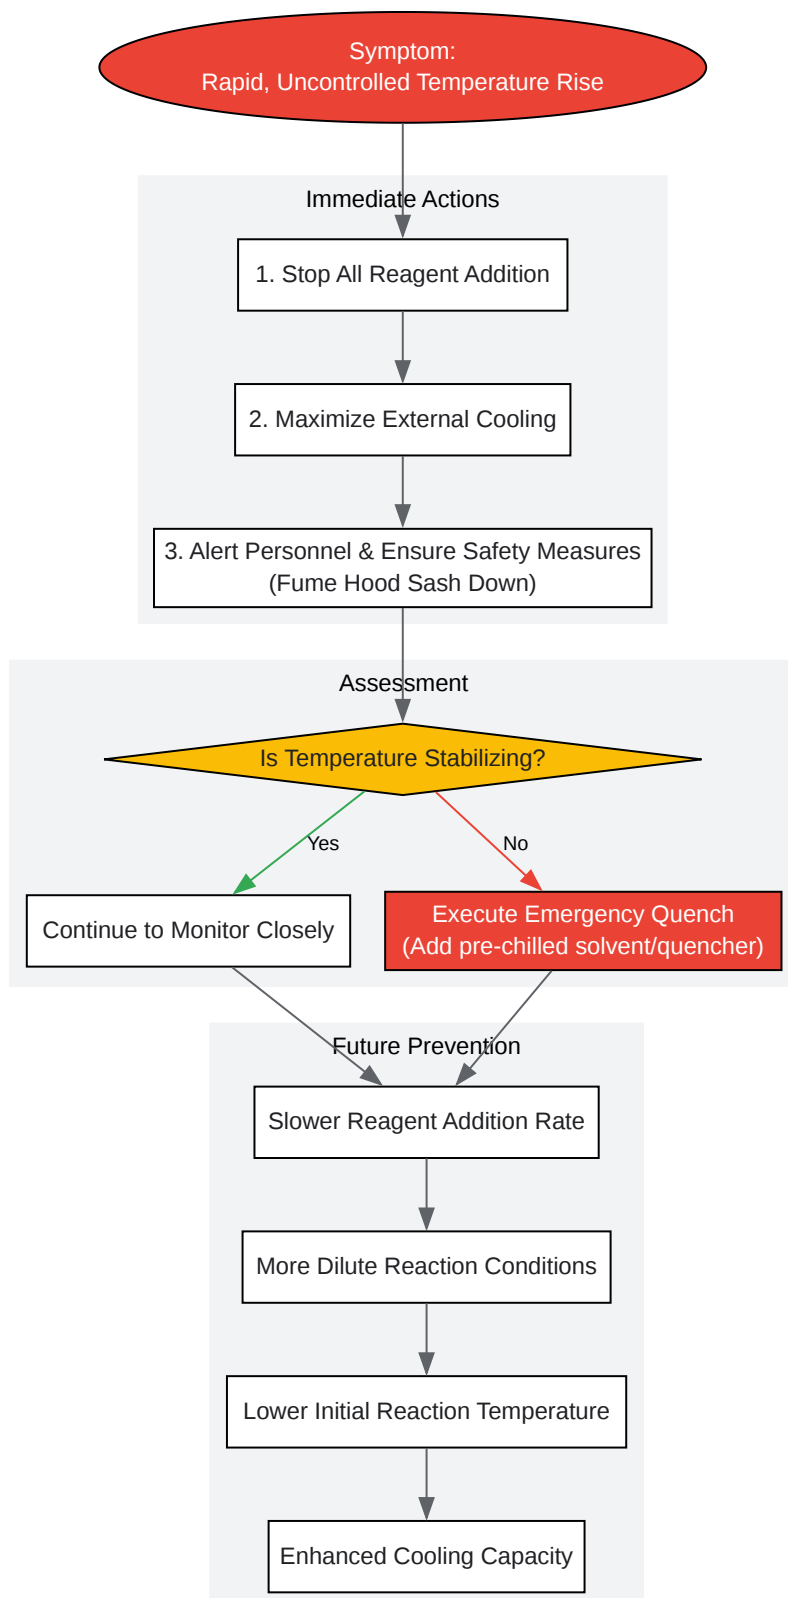 Symptom:
Rapid, Uncontrolled Temperature Rise
Immediate Actions
1. Stop All Reagent Addition
2. Maximize External Cooling
3. Alert Personnel & Ensure Safety Measures
(Fume Hood Sash Down)
Assessment
Is Temperature Stabilizing?
Yes
No
Continue to Monitor Closely
Execute Emergency Quench
(Add pre-chilled solvent/quencher)
Future Prevention
Slower Reagent Addition Rate
More Dilute Reaction Conditions
Lower Initial Reaction Temperature
Enhanced Cooling Capacity